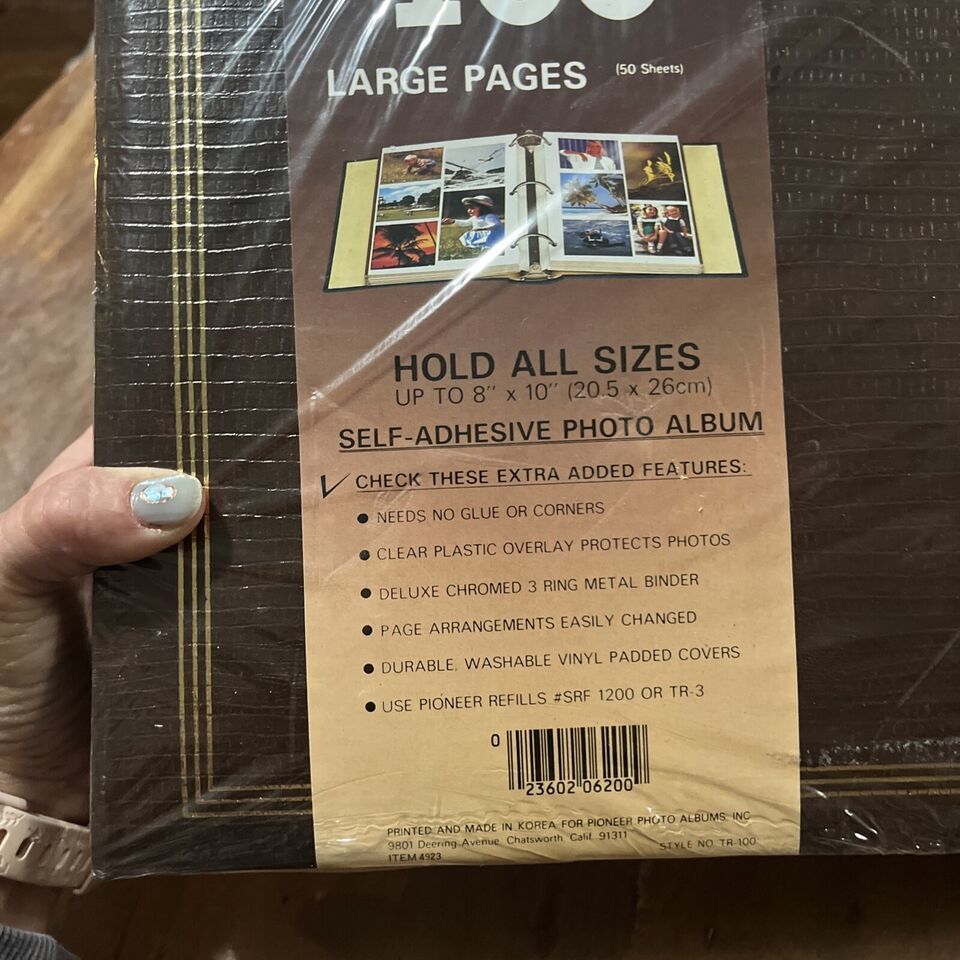 100
LARGE PAGES (50 Sheets)
HOLD ALL SIZES
UP TO 8" x 10" (20.5 x 26cm)
SELF-ADHESIVE PHOTO ALBUM
✓ CHECK THESE EXTRA ADDED FEATURES:
● NEEDS NO GLUE OR CORNERS
● CLEAR PLASTIC OVERLAY PROTECTS PHOTOS
● DELUXE CHROMED 3 RING METAL BINDER
● PAGE ARRANGEMENTS EASILY CHANGED
● DURABLE, WASHABLE VINYL PADDED COVERS
● USE PIONEER REFILLS #SRF 1200 OR TR-3
0 23602 06200
PRINTED AND MADE IN KOREA FOR PIONEER PHOTO ALBUMS, INC
9801 Deering Avenue, Chatsworth, Calif. 91311
ITEM 4923
STYLE NO. TR-100